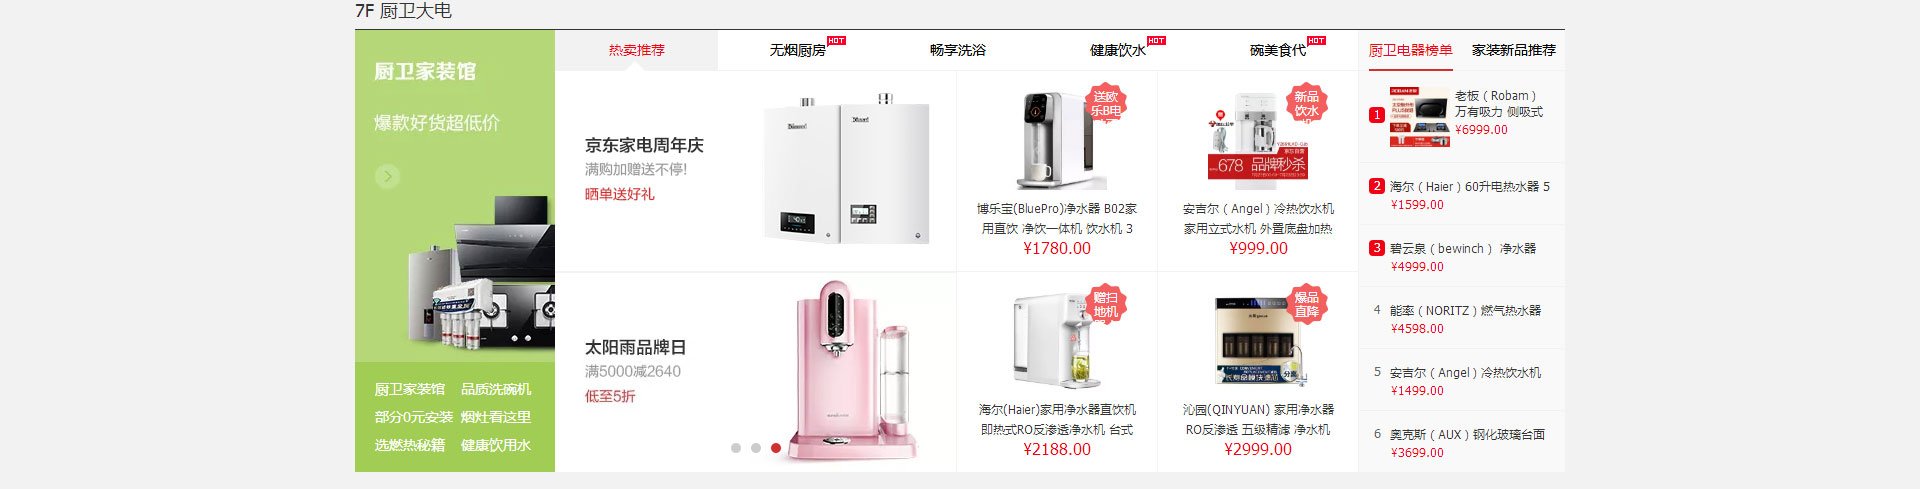 7F 厨卫大电
厨卫家装馆
爆款好货超低价
厨卫家装馆 品质洗碗机
部分0元安装 烟灶看这里
选燃热秘籍 健康饮用水
热卖推荐
无烟厨房 HOT
畅享洗浴
健康饮水 HOT
碗美食代 HOT
京东家电周年庆
满购加赠送不停!
晒单送好礼
太阳雨品牌日
满5000减2640
低至5折
送欧
乐B电
博乐宝(BluePro)净水器 B02家
用直饮 净饮一体机 饮水机 3
¥1780.00
新品
饮水
678 品牌秒杀
安吉尔（Angel）冷热饮水机
家用立式水机 外置底盘加热
¥999.00
赠扫
地机
海尔(Haier)家用净水器直饮机
即热式RO反渗透净水机 台式
¥2188.00
爆品
直降
沁园(QINYUAN) 家用净水器
RO反渗透 五级精滤 净水机
¥2999.00
厨卫电器榜单 家装新品推荐
1
老板（Robam）
万有吸力 侧吸式
¥6999.00
2 海尔（Haier）60升电热水器 5
¥1599.00
3 碧云泉（bewinch） 净水器
¥4999.00
4 能率（NORITZ）燃气热水器
¥4598.00
5 安吉尔（Angel）冷热饮水机
¥1499.00
6 奥克斯（AUX）钢化玻璃台面
¥3699.00